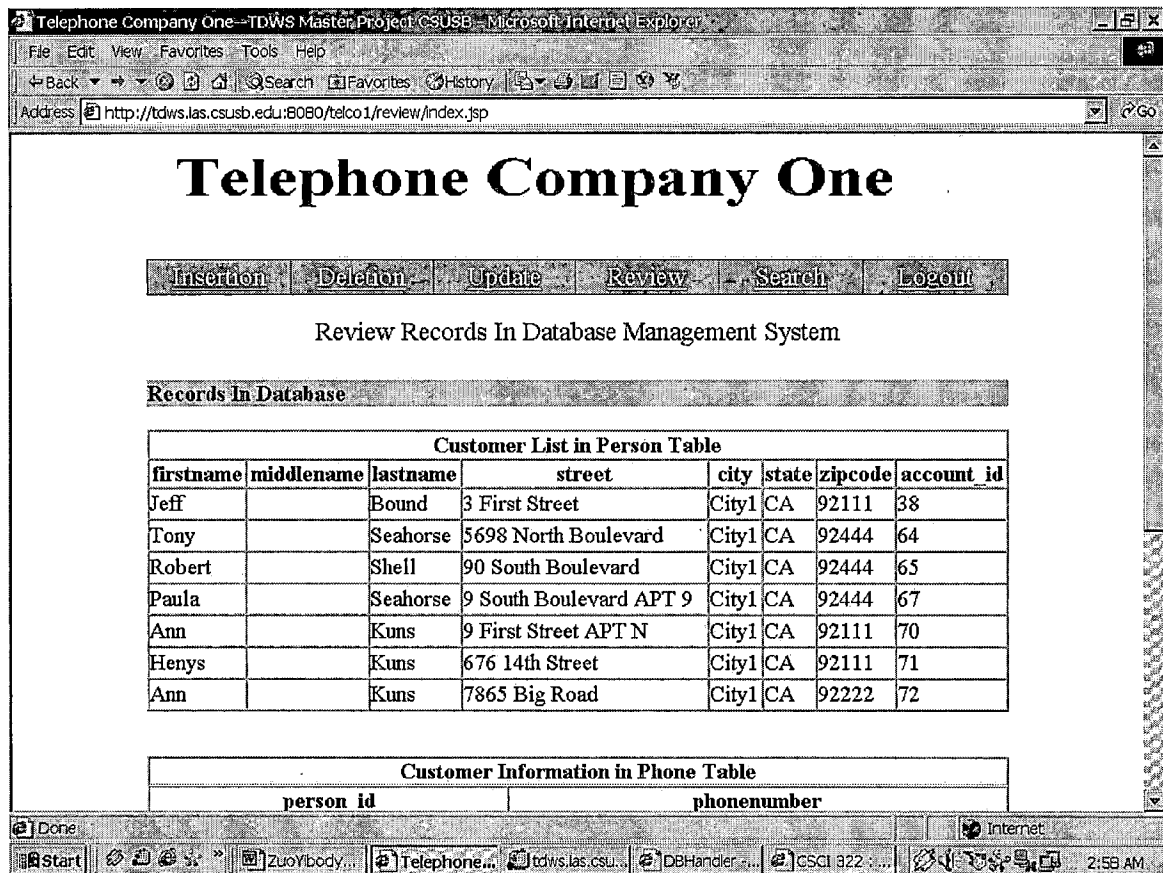 Telephone Company One--TDWS Master Project CSUSB - Microsoft Internet Explorer
File Edit View Favorites Tools Help
Back Search Favorites History
Address http://tdws.ias.csusb.edu:8080/telco1/review/index.jsp Go
Telephone Company One
Insertion Deletion Update Review Search Logout
Review Records In Database Management System
Records In Database
Customer List in Person Table
firstname middlename lastname street city state zipcode account_id
Jeff Bound 3 First Street City1 CA 92111 38
Tony Seahorse 5698 North Boulevard City1 CA 92444 64
Robert Shell 90 South Boulevard City1 CA 92444 65
Paula Seahorse 9 South Boulevard APT 9 City1 CA 92444 67
Ann Kuns 9 First Street APT N City1 CA 92111 70
Henys Kuns 676 14th Street City1 CA 92111 71
Ann Kuns 7865 Big Road City1 CA 92222 72
Customer Information in Phone Table
person_id phonenumber
Done Internet
Start » ZuoYibody... Telephone... tdws.ias.csu... DBHandler -... CSCI 322 : ... 2:58 AM